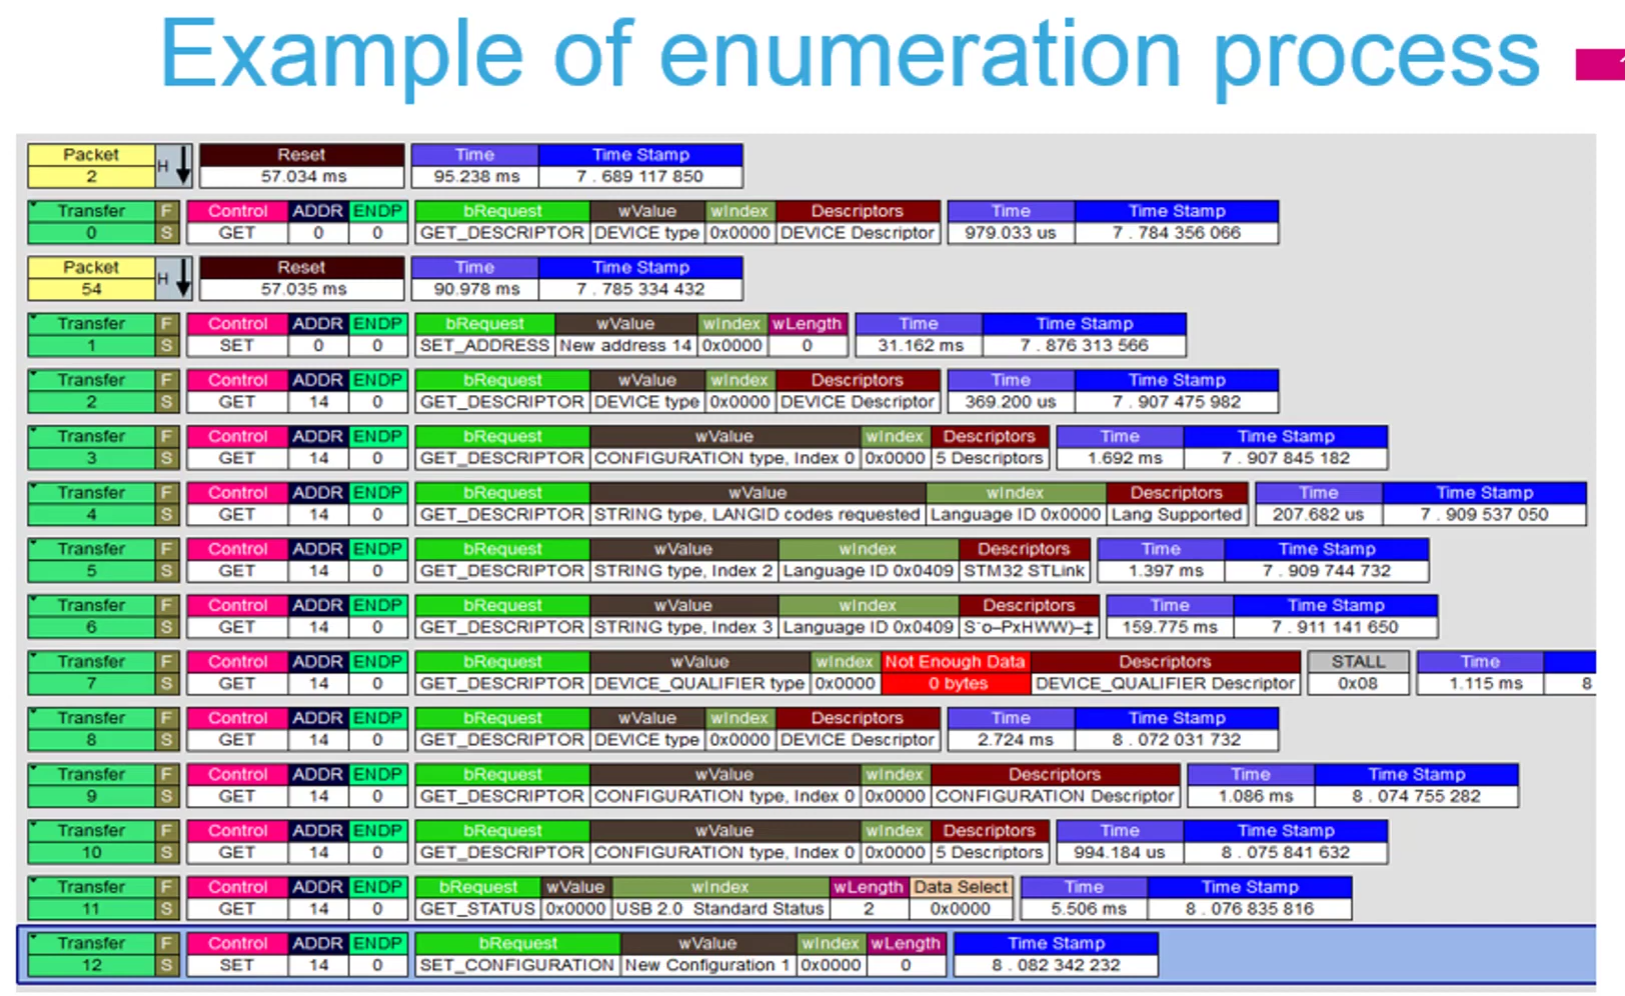 Example of enumeration process
Packet H Reset Time Time Stamp
2 57.034 ms 95.238 ms 7 . 689 117 850
Transfer F Control ADDR ENDP bRequest wValue wIndex Descriptors Time Time Stamp
0 S GET 0 0 GET_DESCRIPTOR DEVICE type 0x0000 DEVICE Descriptor 979.033 us 7 . 784 356 066
Packet H Reset Time Time Stamp
54 57.035 ms 90.978 ms 7 . 785 334 432
Transfer F Control ADDR ENDP bRequest wValue wIndex wLength Time Time Stamp
1 S SET 0 0 SET_ADDRESS New address 14 0x0000 0 31.162 ms 7 . 876 313 566
Transfer F Control ADDR ENDP bRequest wValue wIndex Descriptors Time Time Stamp
2 S GET 14 0 GET_DESCRIPTOR DEVICE type 0x0000 DEVICE Descriptor 369.200 us 7 . 907 475 982
Transfer F Control ADDR ENDP bRequest wValue wIndex Descriptors Time Time Stamp
3 S GET 14 0 GET_DESCRIPTOR CONFIGURATION type, Index 0 0x0000 5 Descriptors 1.692 ms 7 . 907 845 182
Transfer F Control ADDR ENDP bRequest wValue wIndex Descriptors Time Time Stamp
4 S GET 14 0 GET_DESCRIPTOR STRING type, LANGID codes requested Language ID 0x0000 Lang Supported 207.682 us 7 . 909 537 050
Transfer F Control ADDR ENDP bRequest wValue wIndex Descriptors Time Time Stamp
5 S GET 14 0 GET_DESCRIPTOR STRING type, Index 2 Language ID 0x0409 STM32 STLink 1.397 ms 7 . 909 744 732
Transfer F Control ADDR ENDP bRequest wValue wIndex Descriptors Time Time Stamp
6 S GET 14 0 GET_DESCRIPTOR STRING type, Index 3 Language ID 0x0409 159.775 ms 7 . 911 141 650
Transfer F Control ADDR ENDP bRequest wValue wIndex Not Enough Data Descriptors STALL Time
7 S GET 14 0 GET_DESCRIPTOR DEVICE_QUALIFIER type 0x0000 0 bytes DEVICE_QUALIFIER Descriptor 0x08 1.115 ms 8
Transfer F Control ADDR ENDP bRequest wValue wIndex Descriptors Time Time Stamp
8 S GET 14 0 GET_DESCRIPTOR DEVICE type 0x0000 DEVICE Descriptor 2.724 ms 8 . 072 031 732
Transfer F Control ADDR ENDP bRequest wValue wIndex Descriptors Time Time Stamp
9 S GET 14 0 GET_DESCRIPTOR CONFIGURATION type, Index 0 0x0000 CONFIGURATION Descriptor 1.086 ms 8 . 074 755 282
Transfer F Control ADDR ENDP bRequest wValue wIndex Descriptors Time Time Stamp
10 S GET 14 0 GET_DESCRIPTOR CONFIGURATION type, Index 0 0x0000 5 Descriptors 994.184 us 8 . 075 841 632
Transfer F Control ADDR ENDP bRequest wValue wIndex wLength Data Select Time Time Stamp
11 S GET 14 0 GET_STATUS 0x0000 USB 2.0 Standard Status 2 0x0000 5.506 ms 8 . 076 835 816
Transfer F Control ADDR ENDP bRequest wValue wIndex wLength Time Stamp
12 S SET 14 0 SET_CONFIGURATION New Configuration 1 0x0000 0 8 . 082 342 232